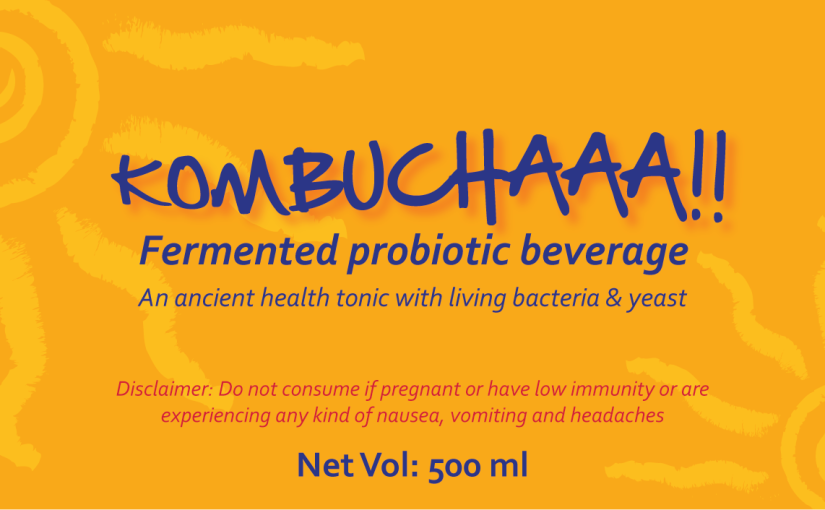 KOMBUCHAAA!!
Fermented probiotic beverage
An ancient health tonic with living bacteria & yeast
Disclaimer: Do not consume if pregnant or have low immunity or are
experiencing any kind of nausea, vomiting and headaches
Net Vol: 500 ml